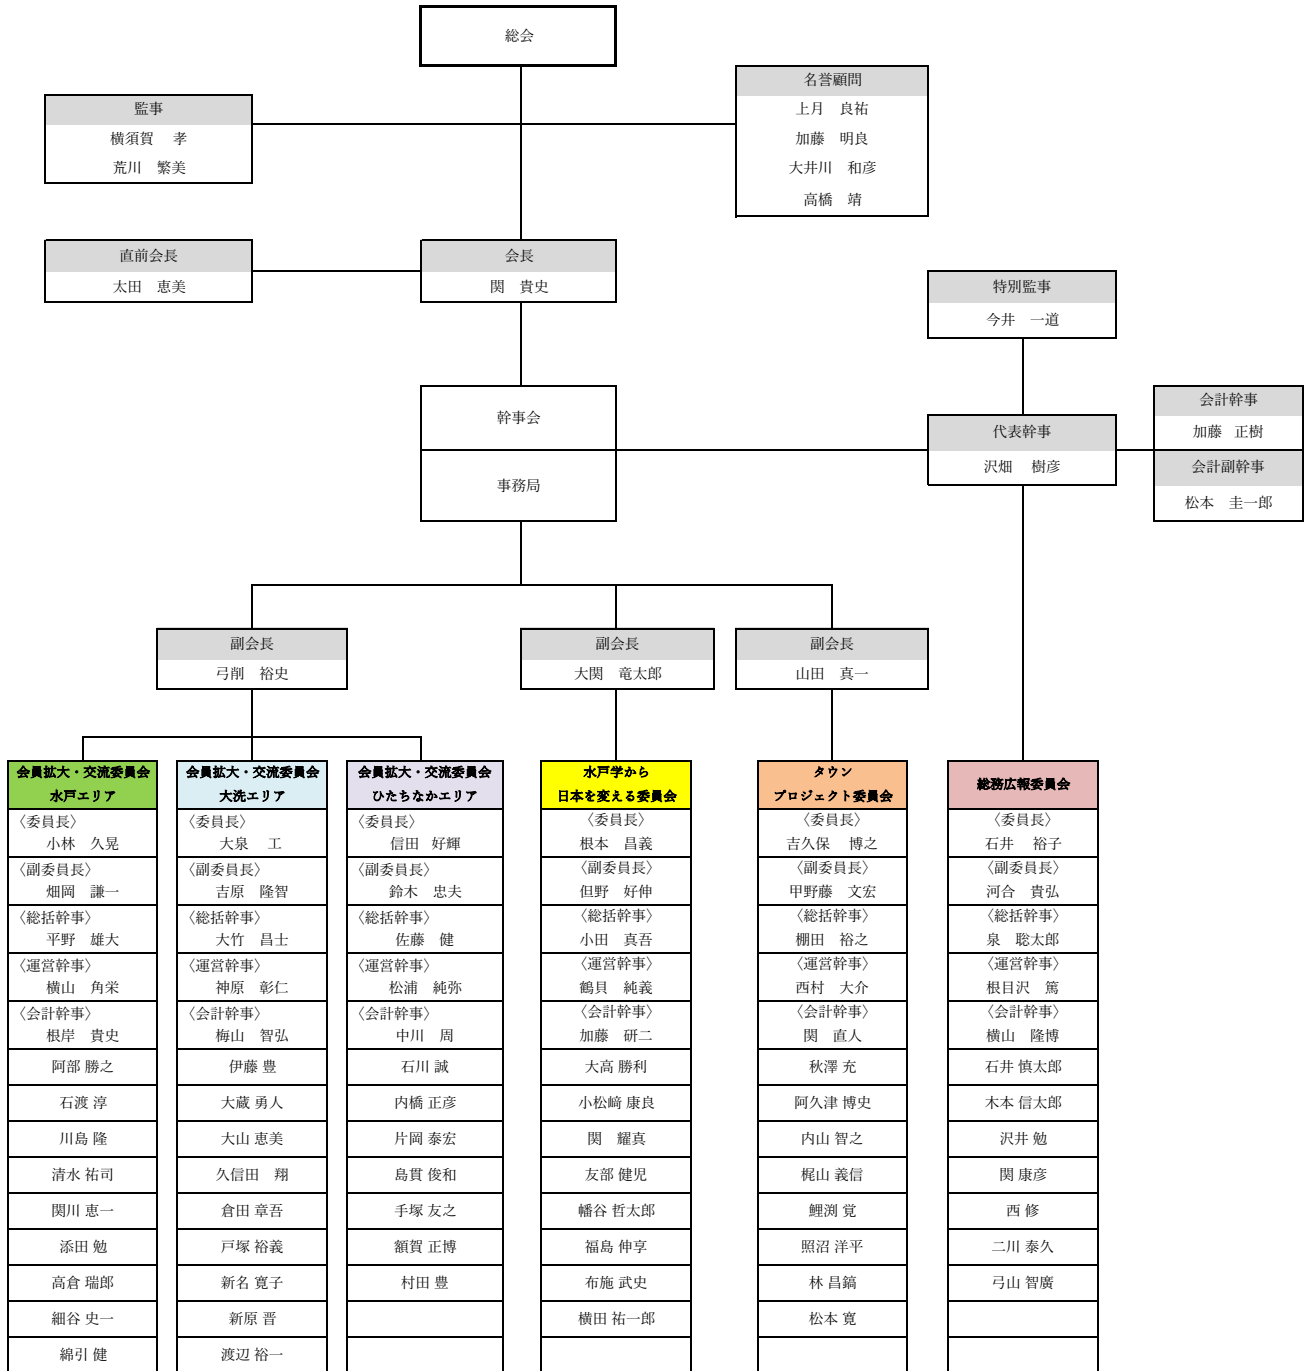 総会
名誉顧問
上月　良祐
加藤　明良
大井川　和彦
高橋　靖
監事
横須賀　孝
荒川　繁美
直前会長
太田　恵美
会長
関　貴史
特別監事
今井　一道
幹事会
事務局
代表幹事
沢畑　樹彦
会計幹事
加藤　正樹
会計副幹事
松本　圭一郎
副会長
弓削　裕史
副会長
大関　竜太郎
副会長
山田　真一
会員拡大・交流委員会
水戸エリア
〈委員長〉
小林　久晃
〈副委員長〉
畑岡　謙一
〈総括幹事〉
平野　雄大
〈運営幹事〉
横山　角栄
〈会計幹事〉
根岸　貴史
阿部 勝之
石渡 淳
川島 隆
清水 祐司
関川 恵一
添田 勉
高倉 瑞郎
細谷 史一
綿引 健
会員拡大・交流委員会
大洗エリア
〈委員長〉
大泉　工
〈副委員長〉
吉原　隆智
〈総括幹事〉
大竹　昌士
〈運営幹事〉
神原　彰仁
〈会計幹事〉
梅山　智弘
伊藤 豊
大蔵 勇人
大山 恵美
久信田　翔
倉田 章吾
戸塚 裕義
新名 寛子
新原 晋
渡辺 裕一
会員拡大・交流委員会
ひたちなかエリア
〈委員長〉
信田　好輝
〈副委員長〉
鈴木　忠夫
〈総括幹事〉
佐藤　健
〈運営幹事〉
松浦　純弥
〈会計幹事〉
中川　周
石川 誠
内橋 正彦
片岡 泰宏
島貫 俊和
手塚 友之
額賀 正博
村田 豊
水戸学から
日本を変える委員会
〈委員長〉
根本　昌義
〈副委員長〉
但野　好伸
〈総括幹事〉
小田　真吾
〈運営幹事〉
鶴貝　純義
〈会計幹事〉
加藤　研二
大高 勝利
小松﨑 康良
関　耀真
友部 健児
幡谷 哲太郎
福島 伸享
布施 武史
横田 祐一郎
タウン
プロジェクト委員会
〈委員長〉
吉久保　博之
〈副委員長〉
甲野藤　文宏
〈総括幹事〉
棚田　裕之
〈運営幹事〉
西村　大介
〈会計幹事〉
関　直人
秋澤 充
阿久津 博史
内山 智之
梶山 義信
鯉渕 覚
照沼 洋平
林 昌鎬
松本 寛
総務広報委員会
〈委員長〉
石井　裕子
〈副委員長〉
河合　貴弘
〈総括幹事〉
泉　聡太郎
〈運営幹事〉
根目沢　篤
〈会計幹事〉
横山　隆博
石井 慎太郎
木本 信太郎
沢井 勉
関 康彦
西 修
二川 泰久
弓山 智廣